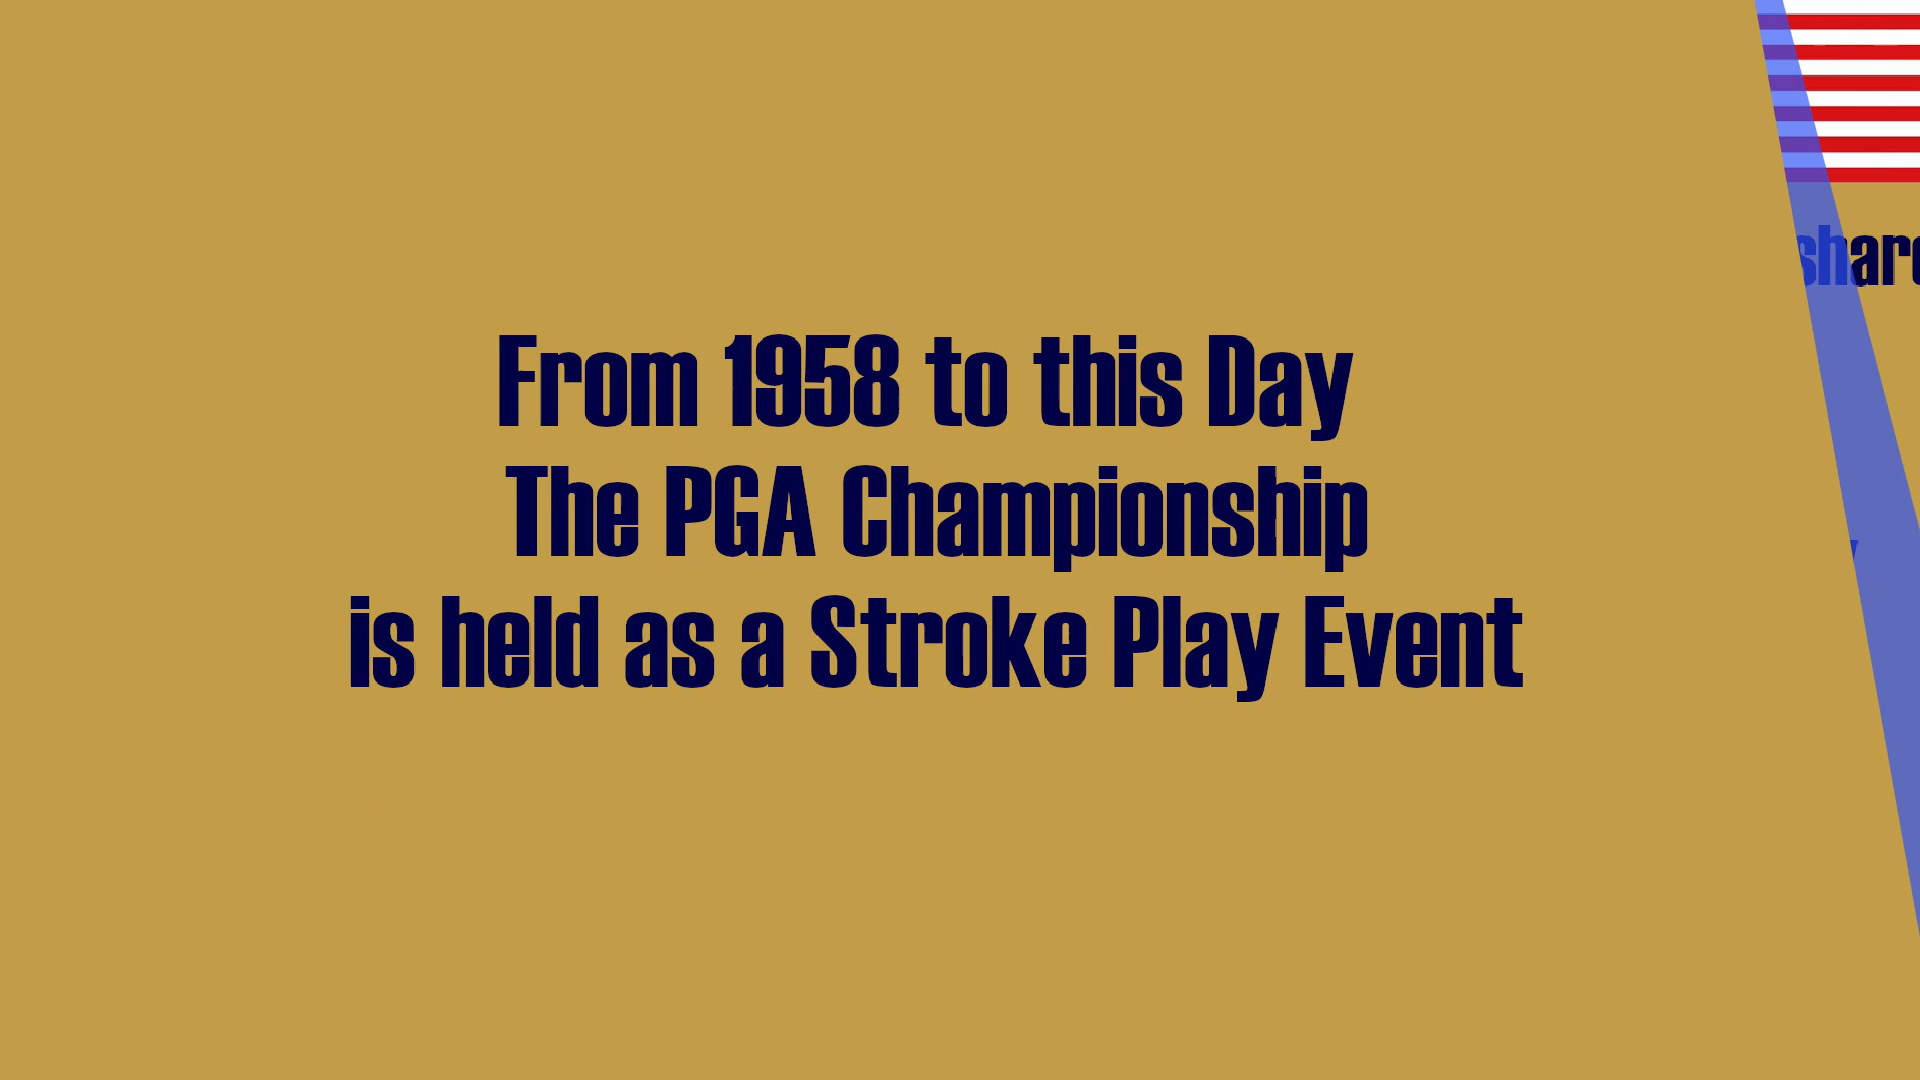 From 1958 to this Day
The PGA Championship
is held as a Stroke Play Event